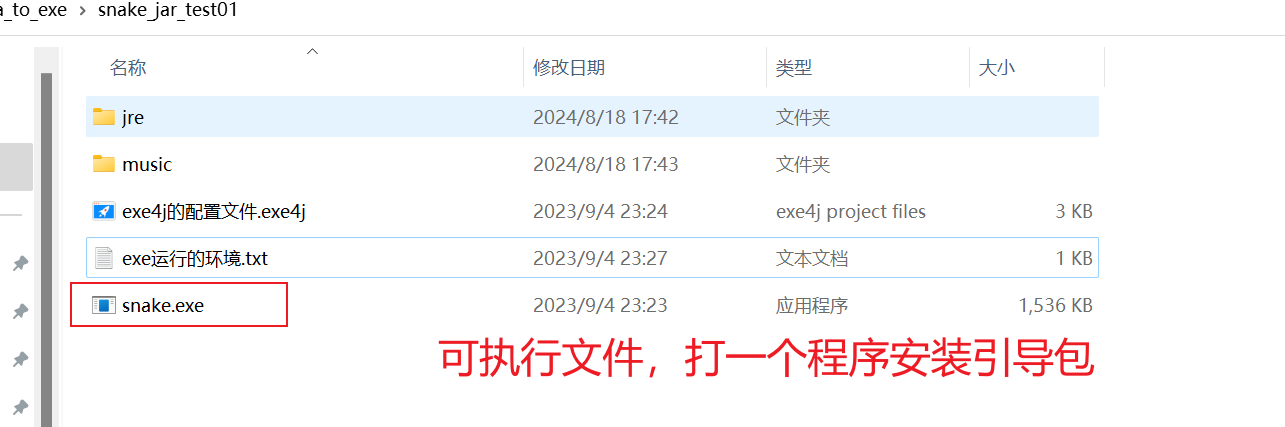 a_to_exe > snake_jar_test01
名称 修改日期 类型 大小
jre 2024/8/18 17:42 文件夹
music 2024/8/18 17:43 文件夹
exe4j的配置文件.exe4j 2023/9/4 23:24 exe4j project files 3 KB
exe运行的环境.txt 2023/9/4 23:27 文本文档 1 KB
snake.exe 2023/9/4 23:23 应用程序 1,536 KB
可执行文件，打一个程序安装引导包